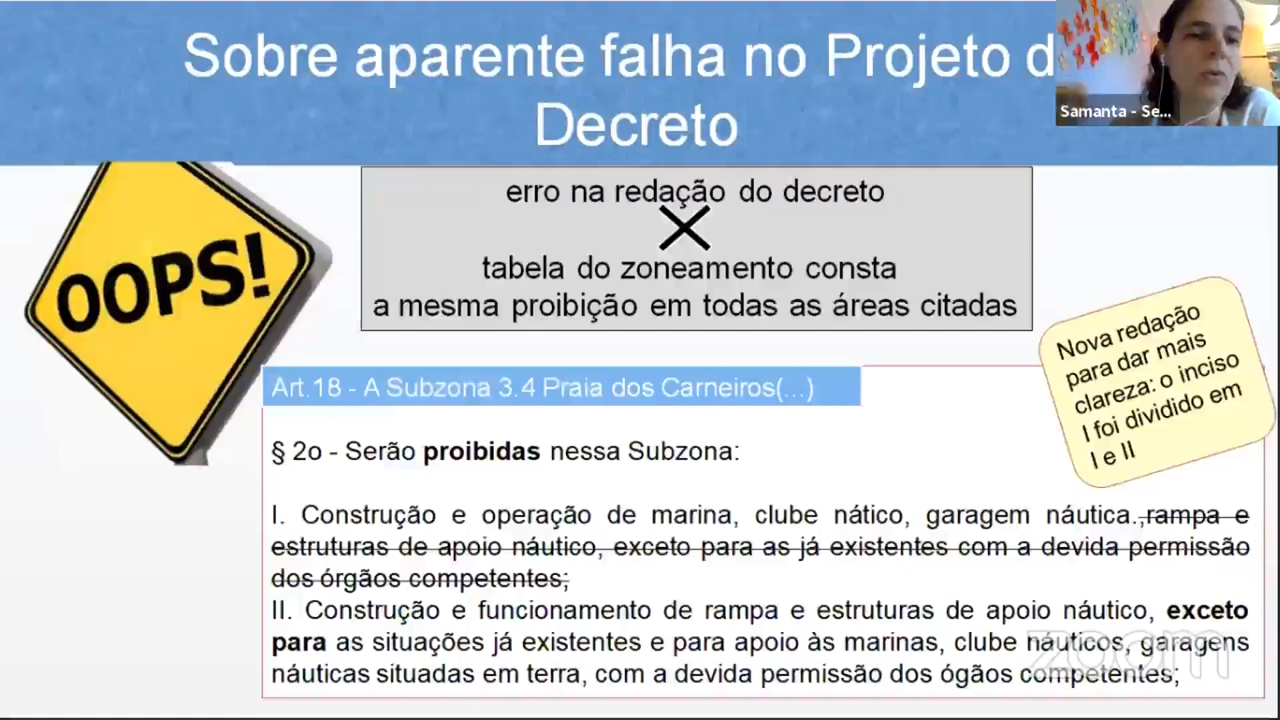 Sobre aparente falha no Projeto d
Decreto
Samanta - Se...
OOPS!
erro na redação do decreto
tabela do zoneamento consta
a mesma proibição em todas as áreas citadas
Nova redação
para dar mais
clareza: o inciso
I foi dividido em
I e II
Art.18 - A Subzona 3.4 Praia dos Carneiros(...)
§ 2o - Serão proibidas nessa Subzona:
I. Construção e operação de marina, clube nático, garagem náutica.,rampa e
estruturas de apoio náutico, exceto para as já existentes com a devida permissão
dos órgãos competentes;
II. Construção e funcionamento de rampa e estruturas de apoio náutico, exceto
para as situações já existentes e para apoio às marinas, clube náuticos, garagens
náuticas situadas em terra, com a devida permissão dos ógãos competentes;
zoom